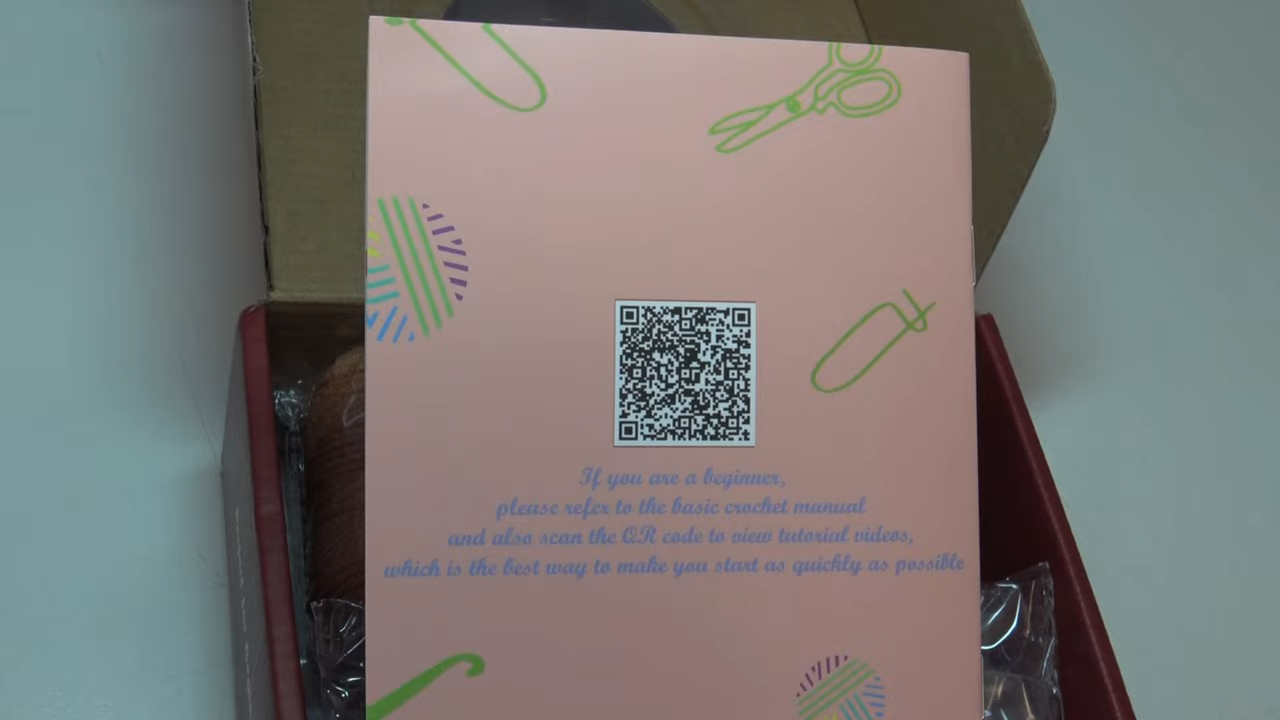 If you are a beginner,
please refer to the basic crochet manual
and also scan the QR code to view tutorial videos,
which is the best way to make you start as quickly as possible